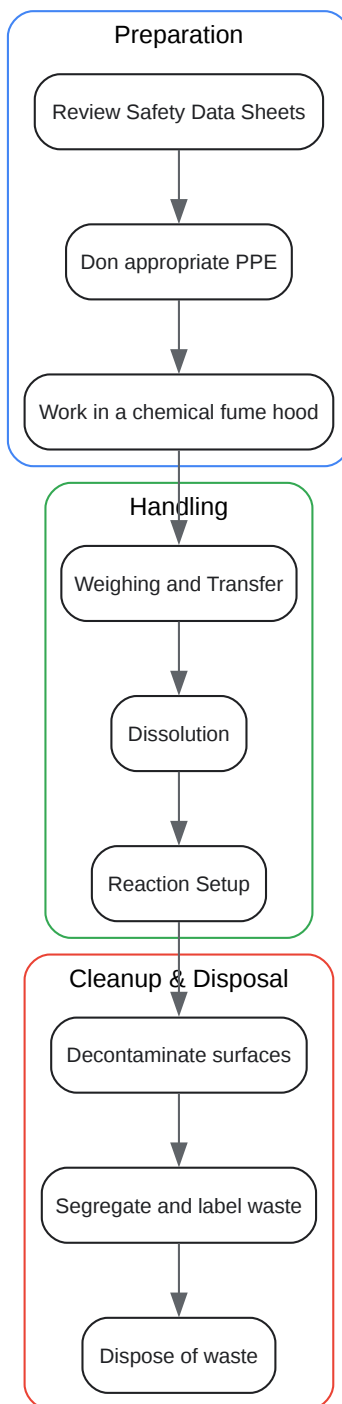 Preparation
Review Safety Data Sheets
Don appropriate PPE
Work in a chemical fume hood
Handling
Weighing and Transfer
Dissolution
Reaction Setup
Cleanup & Disposal
Decontaminate surfaces
Segregate and label waste
Dispose of waste